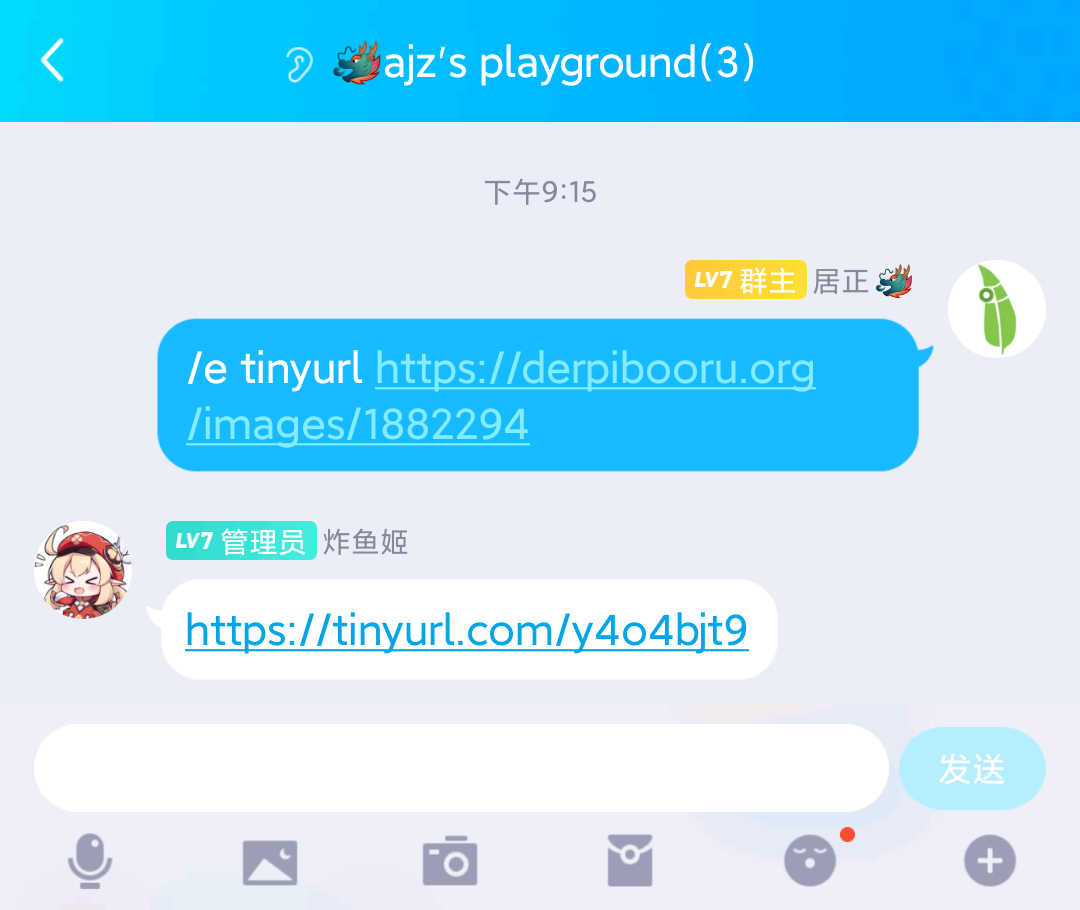 ajz's playground(3)
下午9:15
LV7 群主 居正
/e tinyurl https://derpibooru.org
/images/1882294
LV7 管理员 炸鱼姬
https://tinyurl.com/y4o4bjt9
发送